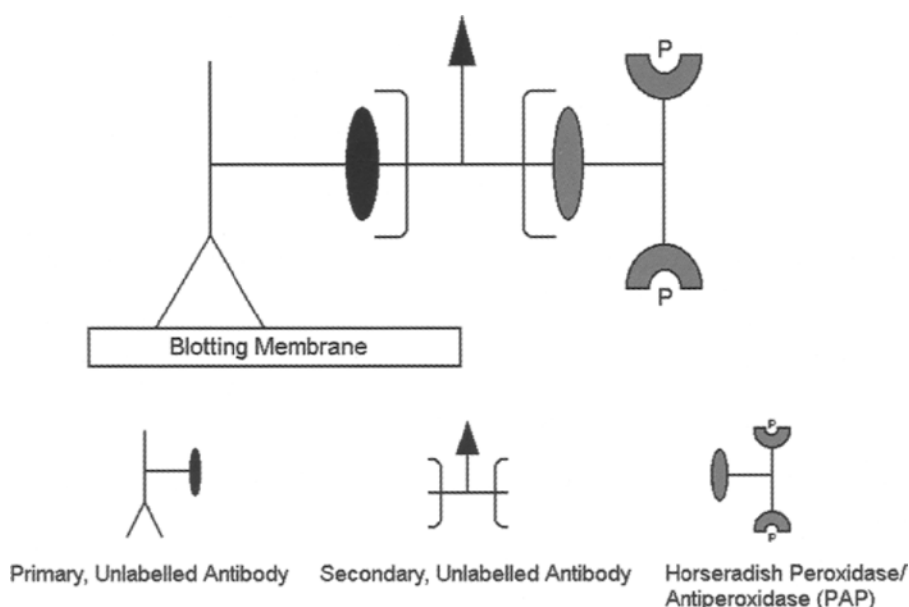 P
P
Blotting Membrane
P
P
Primary, Unlabelled Antibody
Secondary, Unlabelled Antibody
Horseradish Peroxidase/
Antiperoxidase (PAP)